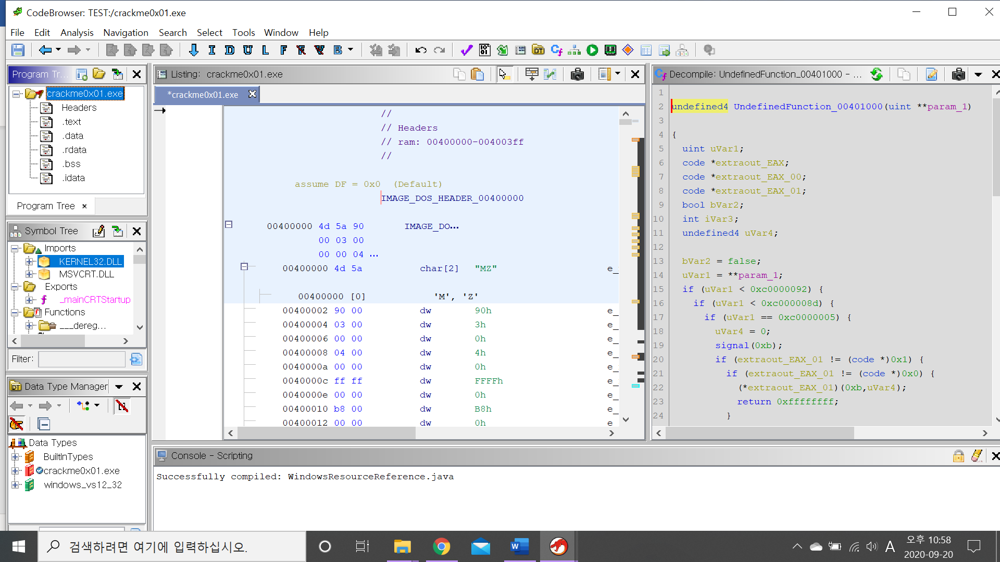 CodeBrowser: TEST:/crackme0x01.exe
File Edit Analysis Navigation Search Select Tools Window Help
I D U L F B
Program Tr...
crackme0x01.exe
Headers
.text
.data
.rdata
.bss
.idata
Program Tree
Symbol Tree
Imports
KERNEL32.DLL
MSVCRT.DLL
Exports
_mainCRTStartup
Functions
___dereg...
Filter:
Data Type Manager
Data Types
BuiltInTypes
crackme0x01.exe
windows_vs12_32
Listing: crackme0x01.exe
*crackme0x01.exe
//
// Headers
// ram: 00400000-004003ff
//
assume DF = 0x0 (Default)
IMAGE_DOS_HEADER_00400000
00400000 4d 5a 90 IMAGE_DO...
00 03 00
00 00 04 ...
00400000 4d 5a char[2] "MZ" e_
00400000 [0] 'M', 'Z'
00400002 90 00 dw 90h e_
00400004 03 00 dw 3h e_
00400006 00 00 dw 0h e_
00400008 04 00 dw 4h e_
0040000a 00 00 dw 0h e_
0040000c ff ff dw FFFFh e_
0040000e 00 00 dw 0h e_
00400010 b8 00 dw B8h e_
00400012 00 00 dw 0h e
Decompile: UndefinedFunction_00401000 - ...
1
2 undefined4 UndefinedFunction_00401000(uint **param_1)
3
4 {
5 uint uVar1;
6 code *extraout_EAX;
7 code *extraout_EAX_00;
8 code *extraout_EAX_01;
9 bool bVar2;
10 int iVar3;
11 undefined4 uVar4;
12
13 bVar2 = false;
14 uVar1 = **param_1;
15 if (uVar1 < 0xc0000092) {
16 if (uVar1 < 0xc000008d) {
17 if (uVar1 == 0xc0000005) {
18 uVar4 = 0;
19 signal(0xb);
20 if (extraout_EAX_01 != (code *)0x1) {
21 if (extraout_EAX_01 != (code *)0x0) {
22 (*extraout_EAX_01)(0xb,uVar4);
23 return 0xffffffff;
24 }
Console - Scripting
Successfully compiled: WindowsResourceReference.java
검색하려면 여기에 입력하십시오.
A
오후 10:58
2020-09-20